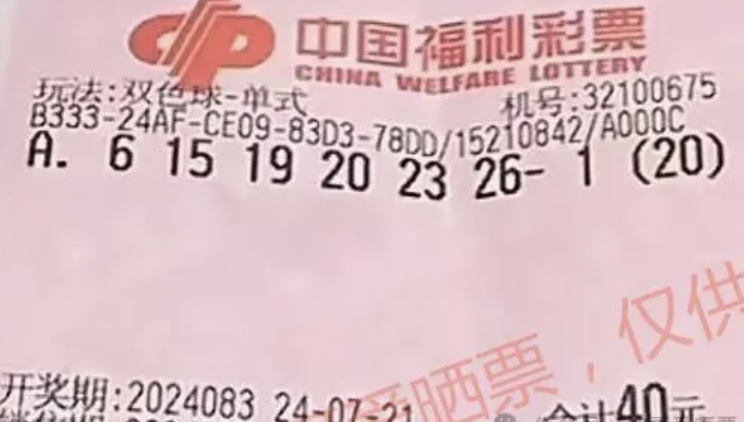 中国福利彩票
CHINA WELFARE LOTTERY
玩法:双色球-单式
机号:32100675
B333-24AF-CE09-83D3-78DD/15210842/A000C
A. 6 15 19 20 23 26- 1 (20)
晒票，仅供
开奖期:2024083 24-07-21
合计40元